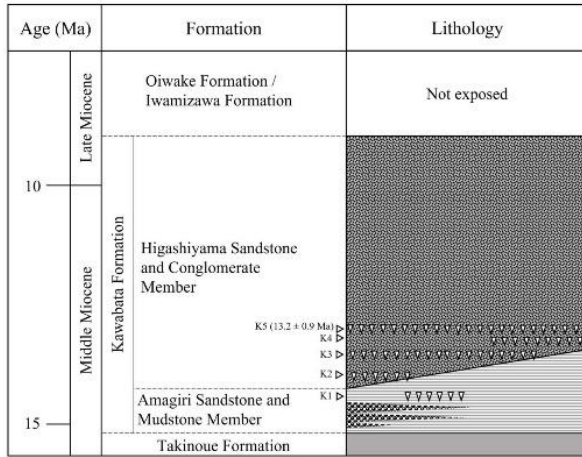 Age (Ma)
Formation
Lithology
Late Miocene
Oiwake Formation /
Iwamizawa Formation
Not exposed
10
Middle Miocene
Kawabata Formation
Higashiyama Sandstone
and Conglomerate
Member
K5 (13.2 ± 0.9 Ma)
K4
K3
K2
K1
Amagiri Sandstone and
Mudstone Member
15
Takinoue Formation